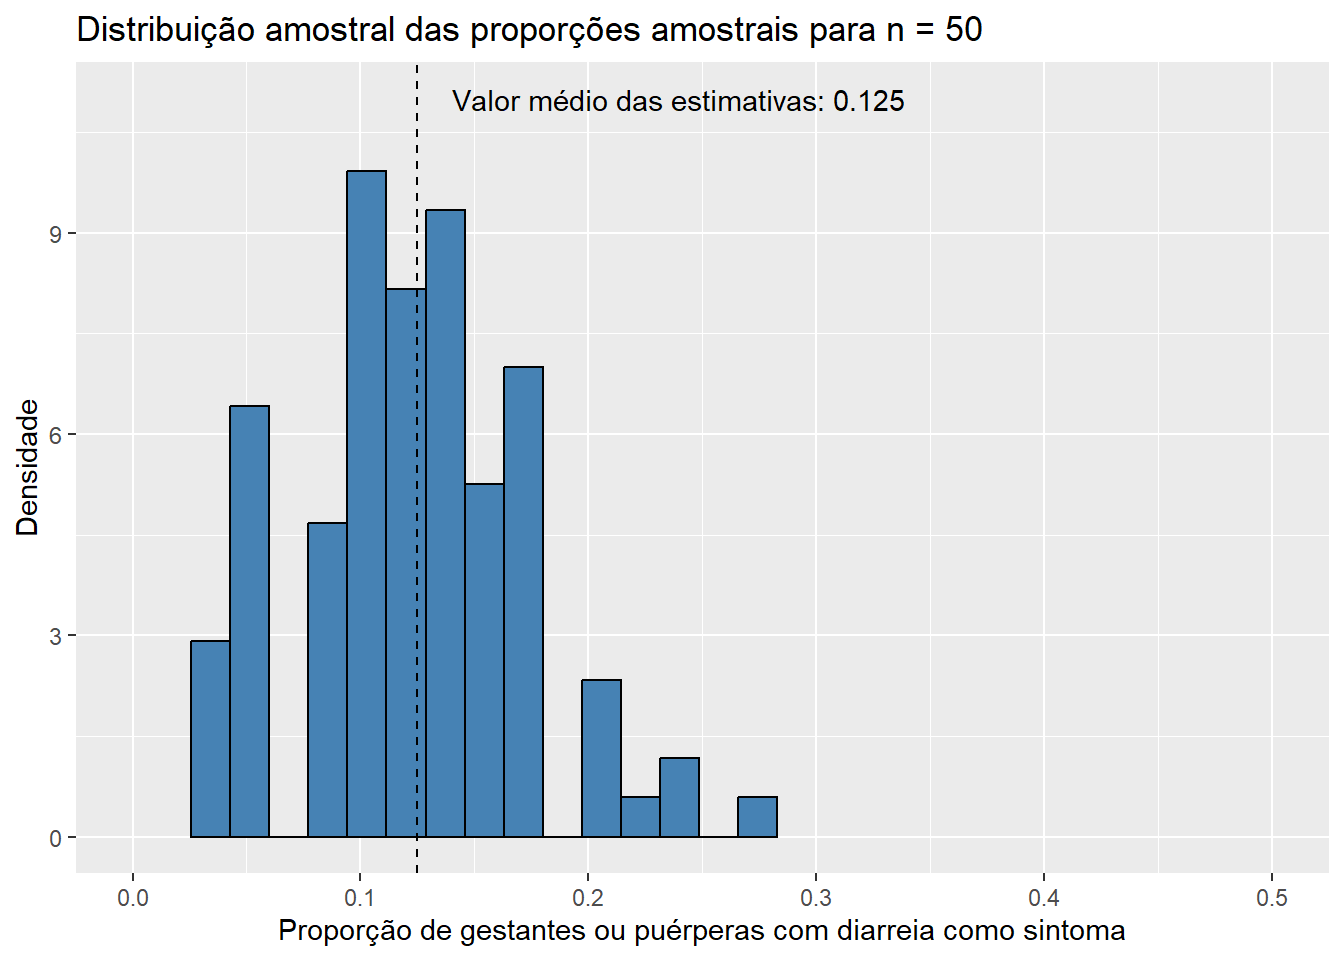 Distribuição amostral das proporções amostrais para n = 50
Valor médio das estimativas: 0.125
Densidade
9
6
3
0
0.0 0.1 0.2 0.3 0.4 0.5
Proporção de gestantes ou puérperas com diarreia como sintoma